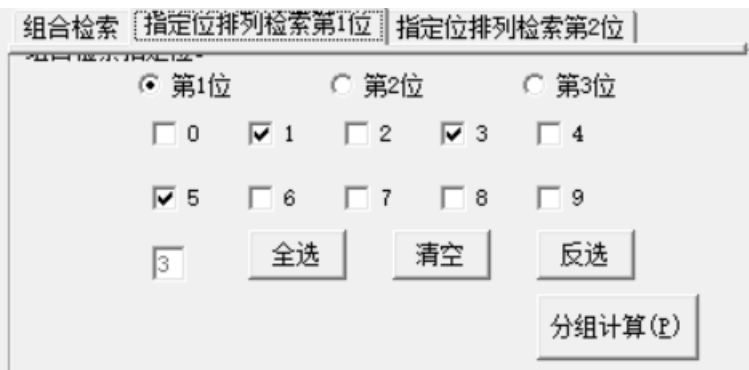 组合检索 指定位排列检索第1位 指定位排列检索第2位
第1位 第2位 第3位
0 1 2 3 4
5 6 7 8 9
3 全选 清空 反选
分组计算(P)